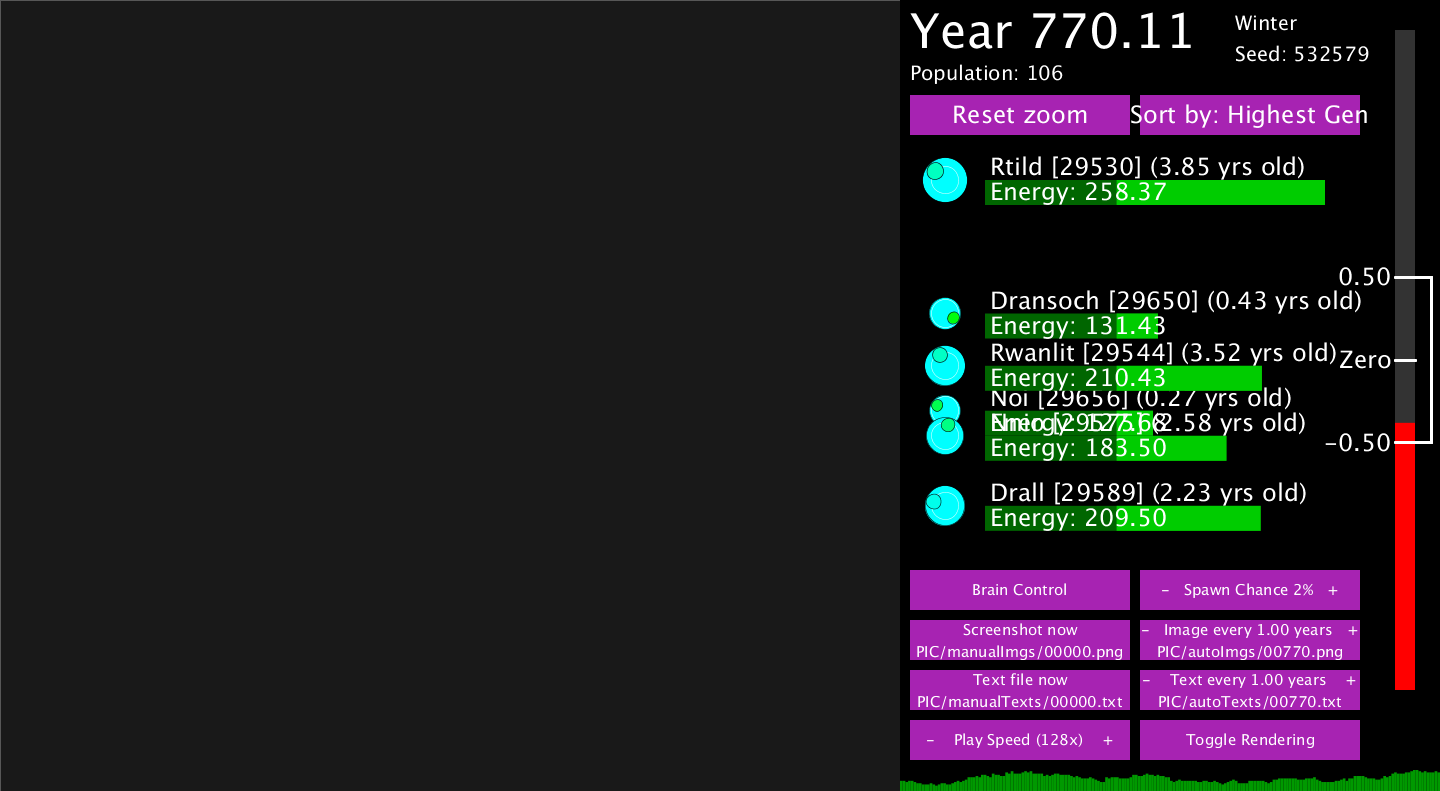 Year 770.11
Winter
Seed: 532579
Population: 106
Reset zoom
Sort by: Highest Gen
Rtild [29530] (3.85 yrs old)
Energy: 258.37
0.50
Dransoch [29650] (0.43 yrs old)
Energy: 131.43
Rwanlit [29544] (3.52 yrs old)
Zero
Energy: 210.43
Noi [29656] (0.27 yrs old)
(2.58 yrs old)
Energy: 183.50
-0.50
Drall [29589] (2.23 yrs old)
Energy: 209.50
Brain Control
- Spawn Chance 2% +
Screenshot now
PIC/manualImgs/00000.png
- Image every 1.00 years +
PIC/autoImgs/00770.png
Text file now
PIC/manualTexts/00000.txt
- Text every 1.00 years +
PIC/autoTexts/00770.txt
- Play Speed (128x) +
Toggle Rendering